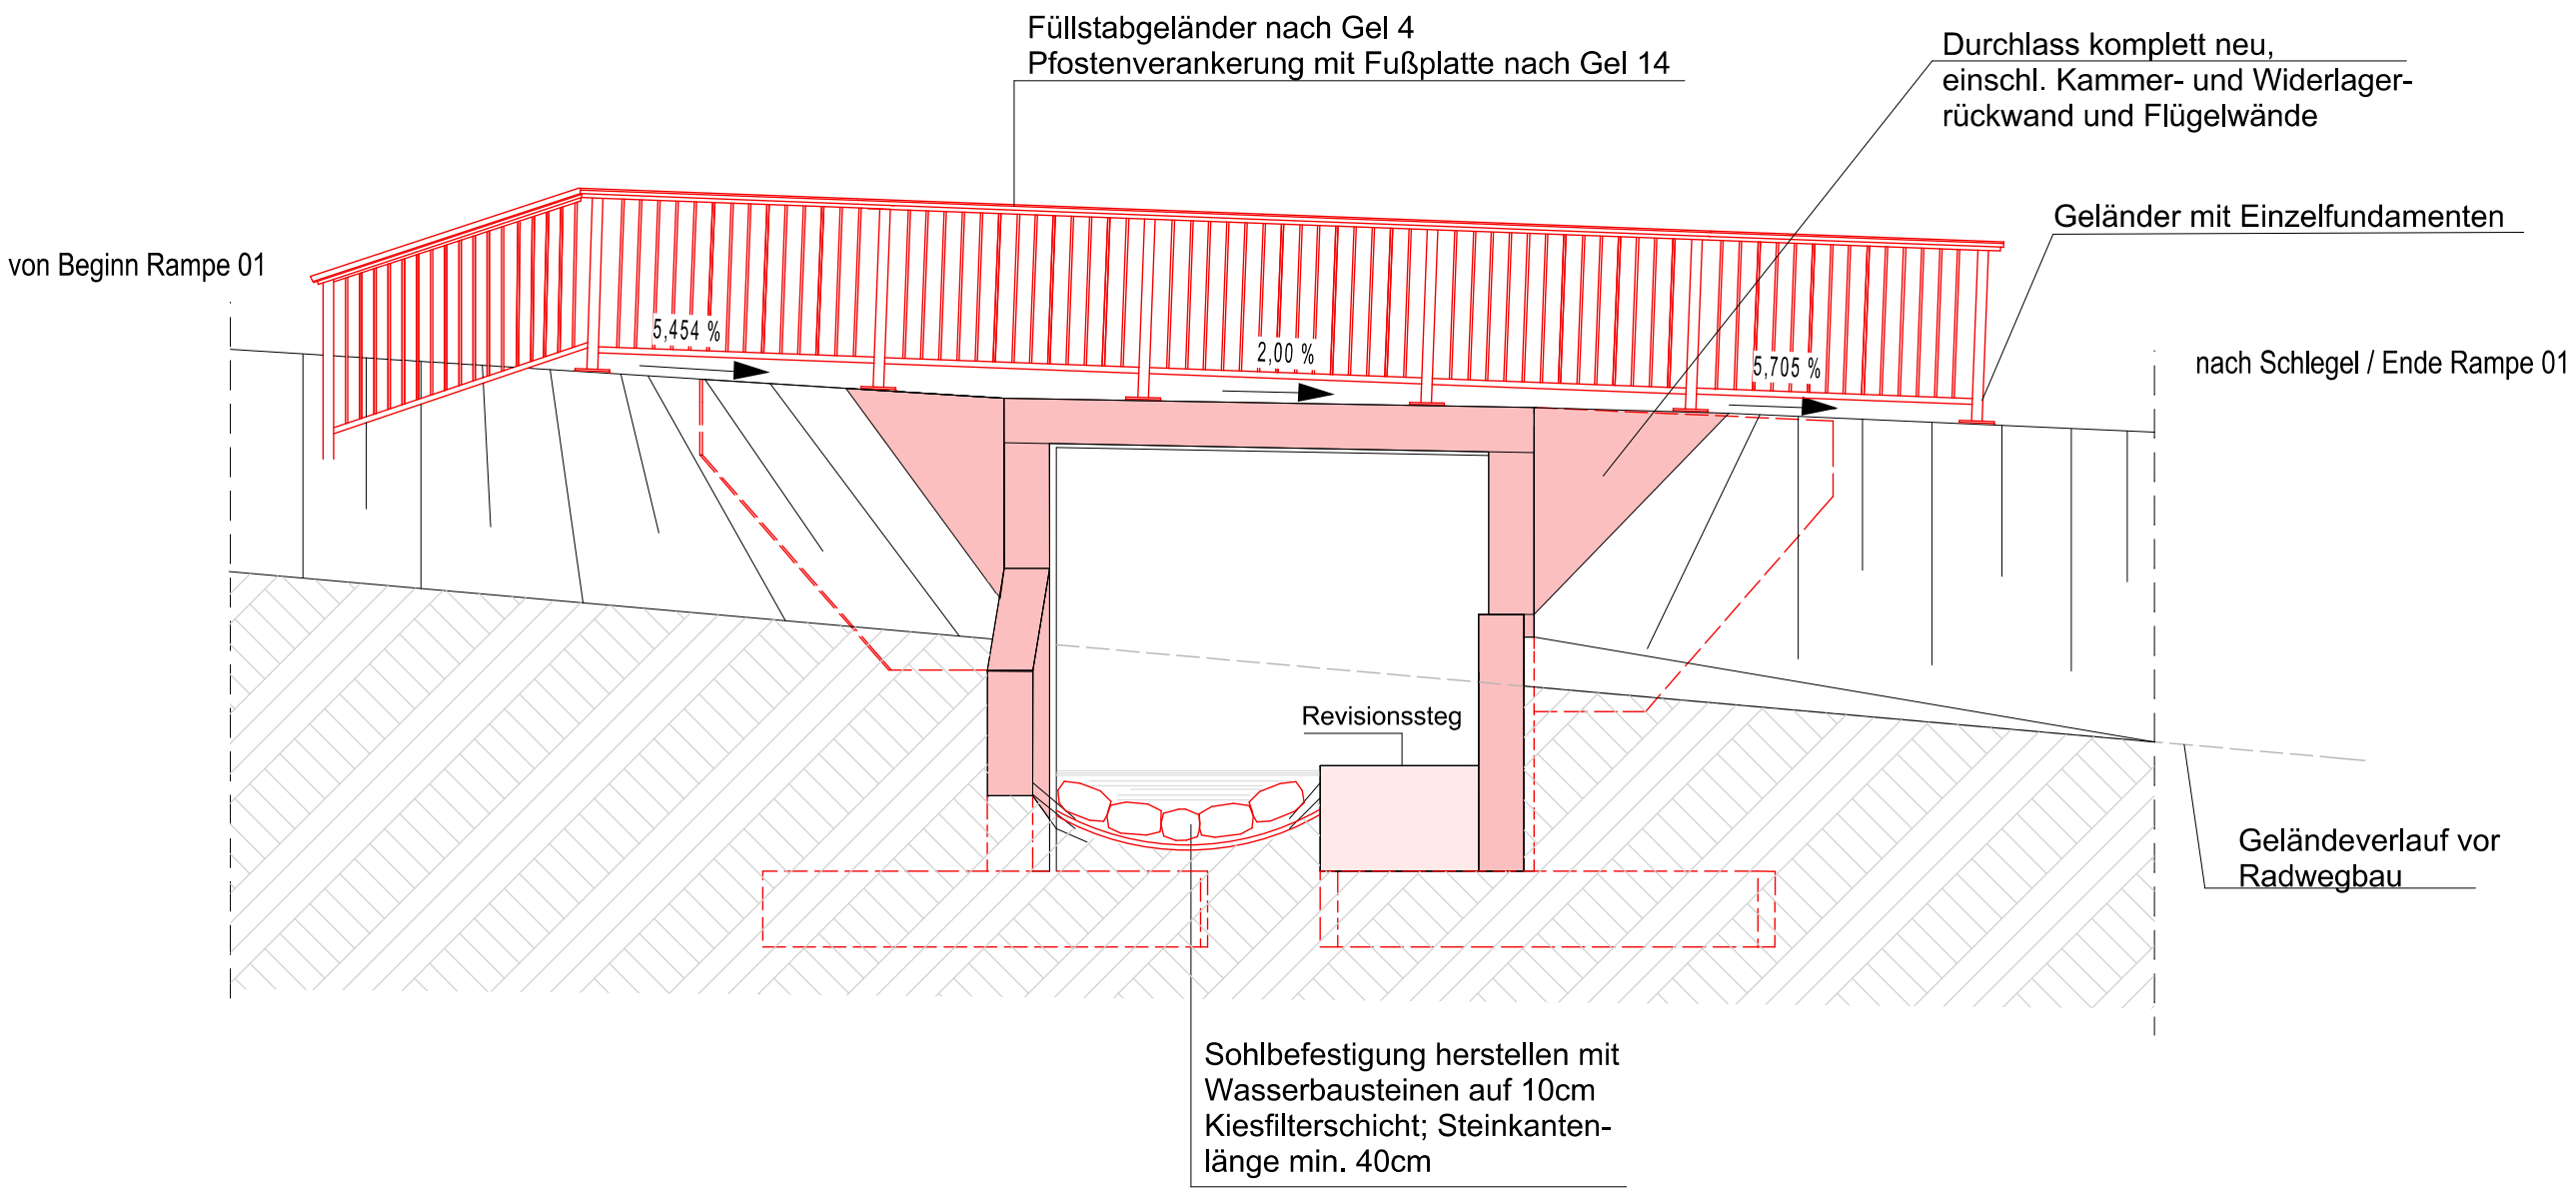 Füllstabgeländer nach Gel 4
Pfostenverankerung mit Fußplatte nach Gel 14
Durchlass komplett neu,
einschl. Kammer- und Widerlager-
rückwand und Flügelwände
Geländer mit Einzelfundamenten
von Beginn Rampe 01
5,454 %
2,00 %
5,705 %
nach Schlegel / Ende Rampe 01
Revisionssteg
Geländeverlauf vor
Radwegbau
Sohlbefestigung herstellen mit
Wasserbausteinen auf 10cm
Kiesfilterschicht; Steinkanten-
länge min. 40cm